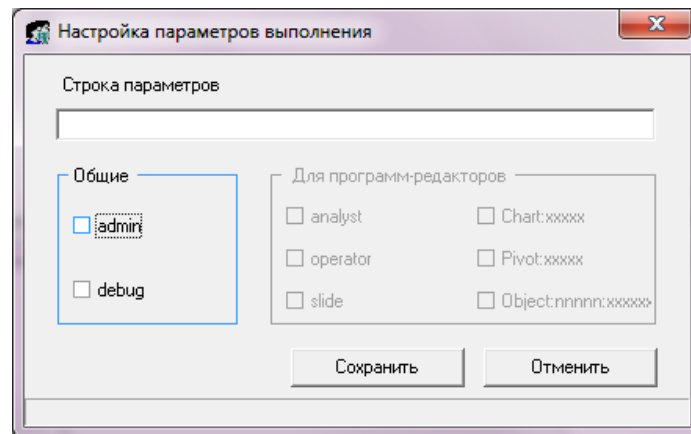 Настройка параметров выполнения
Строка параметров
Общие
admin
debug
Для программ-редакторов
analyst
Chart:xxxxx
operator
Pivot:xxxxx
slide
Object:nnnnn:xxxxxx
Сохранить
Отменить